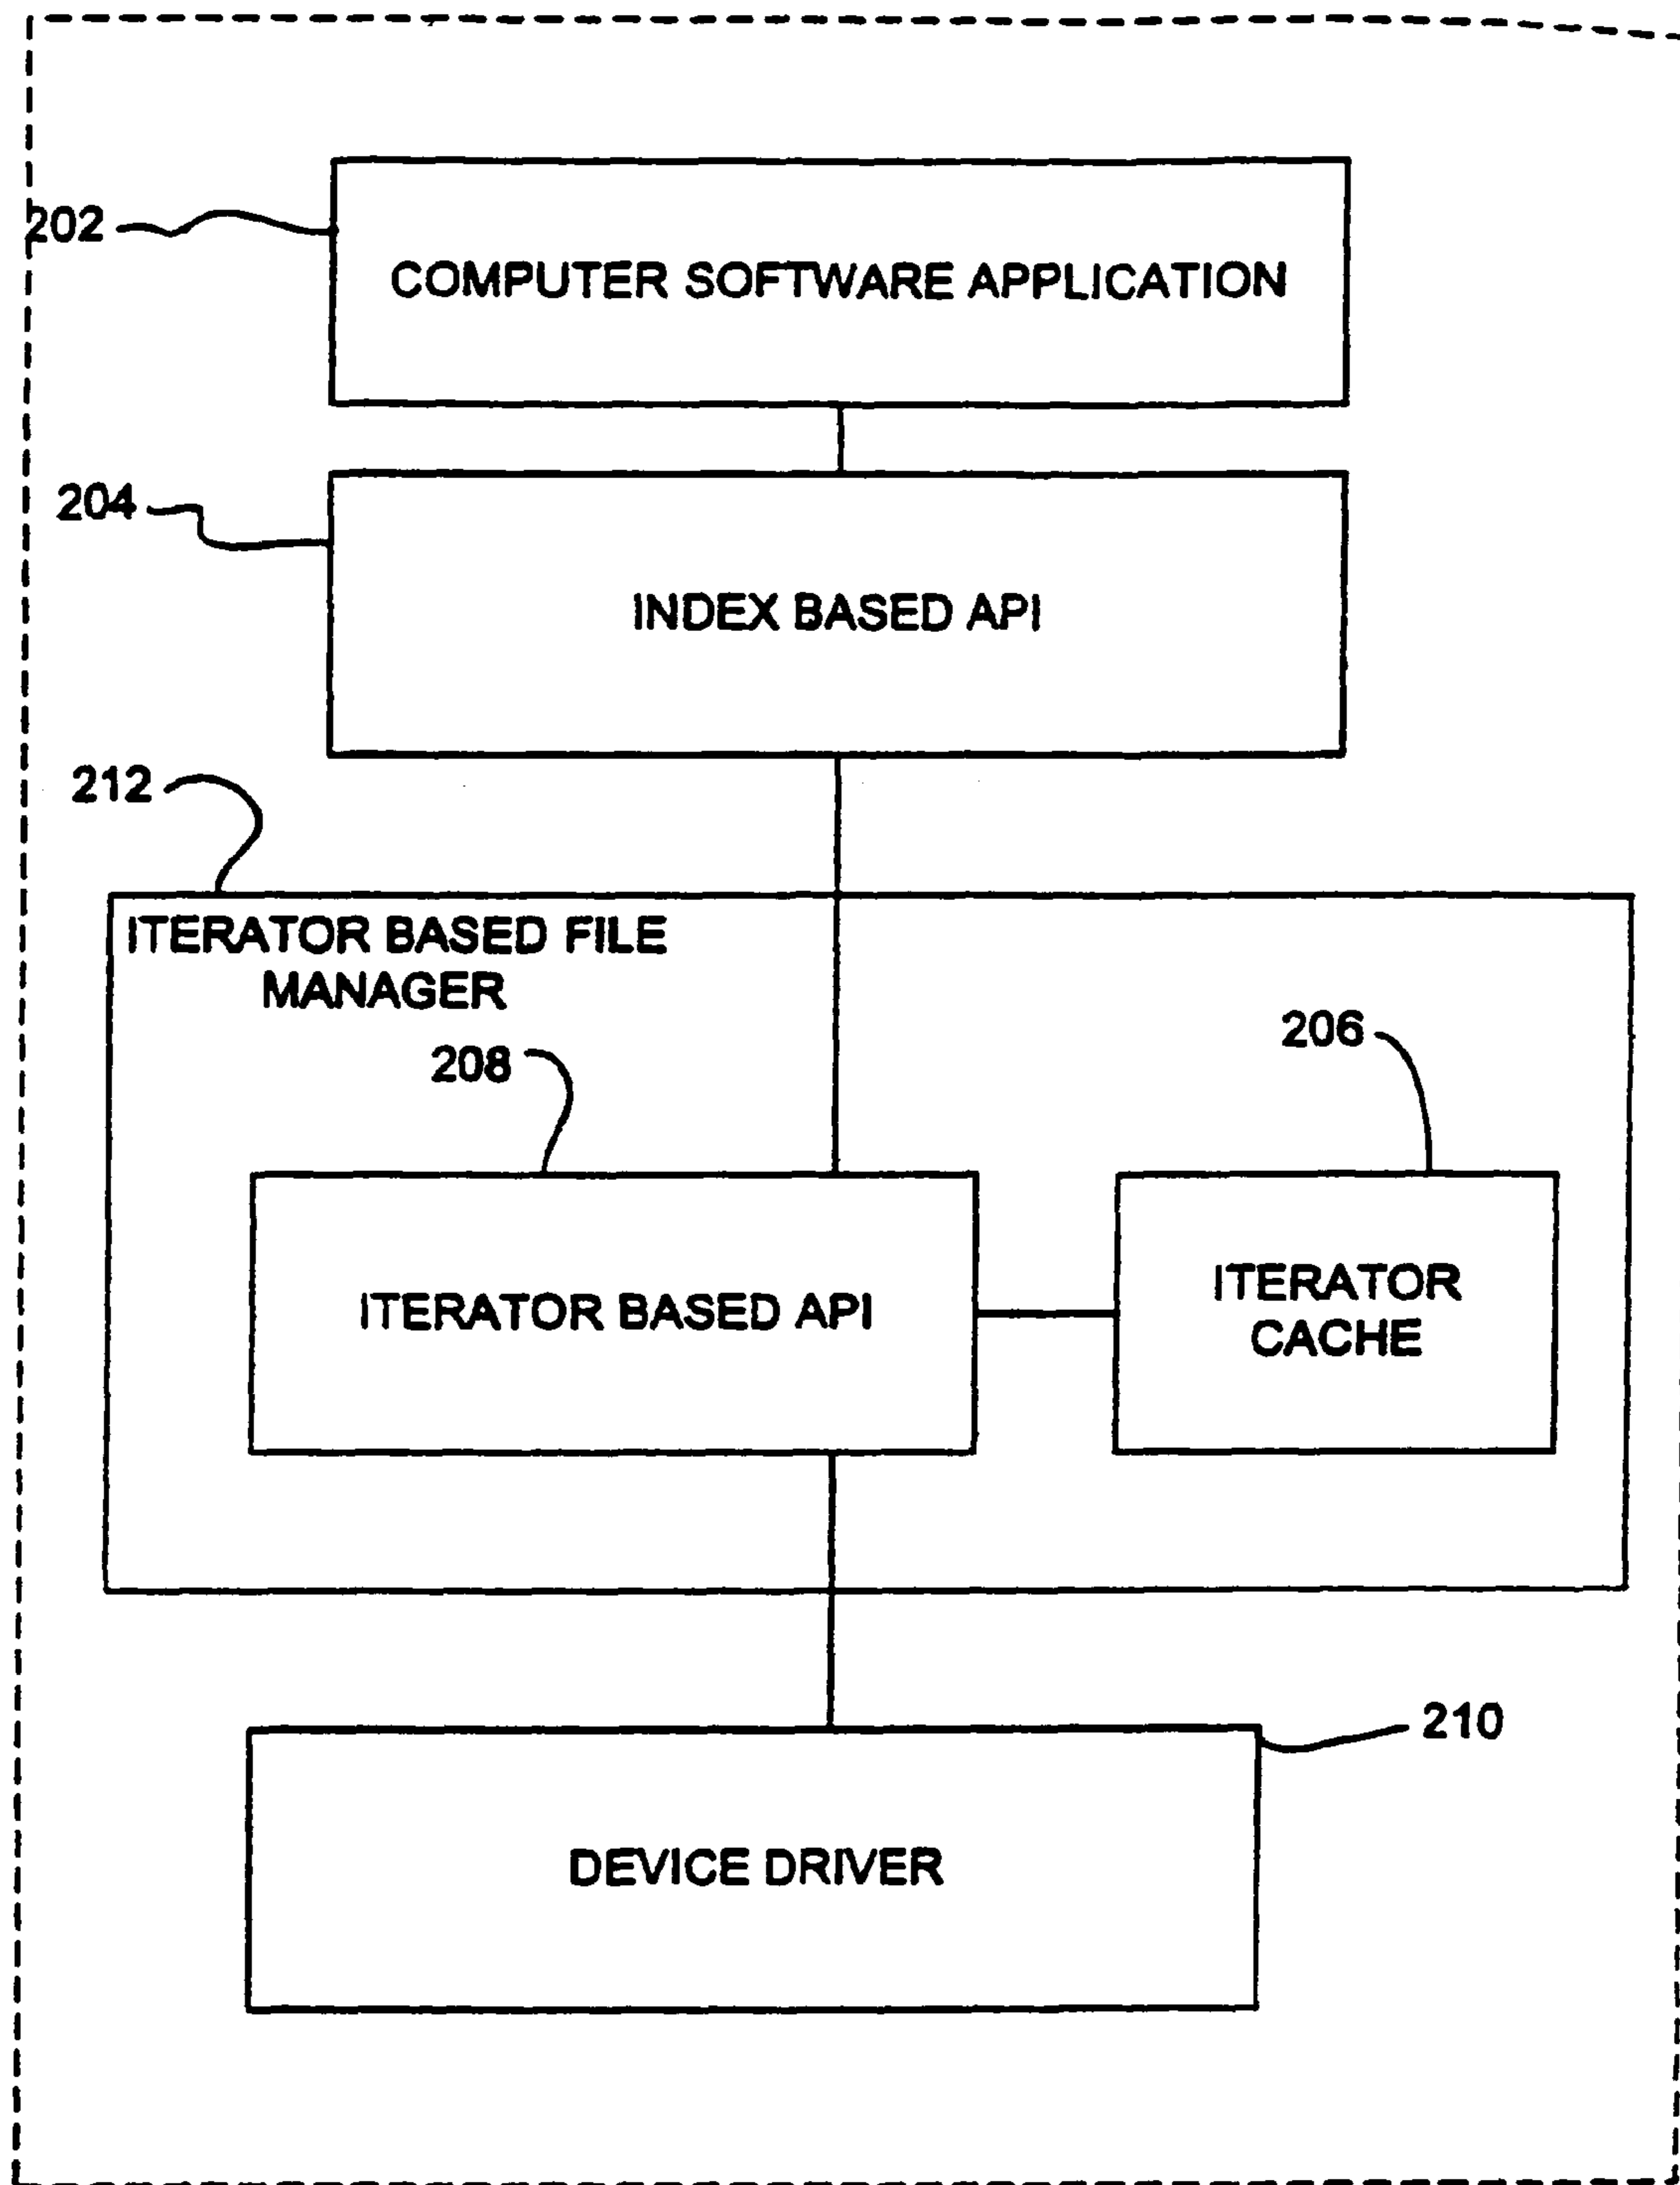 202
COMPUTER SOFTWARE APPLICATION
204
INDEX BASED API
212
ITERATOR BASED FILE
MANAGER
206
208
ITERATOR BASED API
ITERATOR
CACHE
210
DEVICE DRIVER